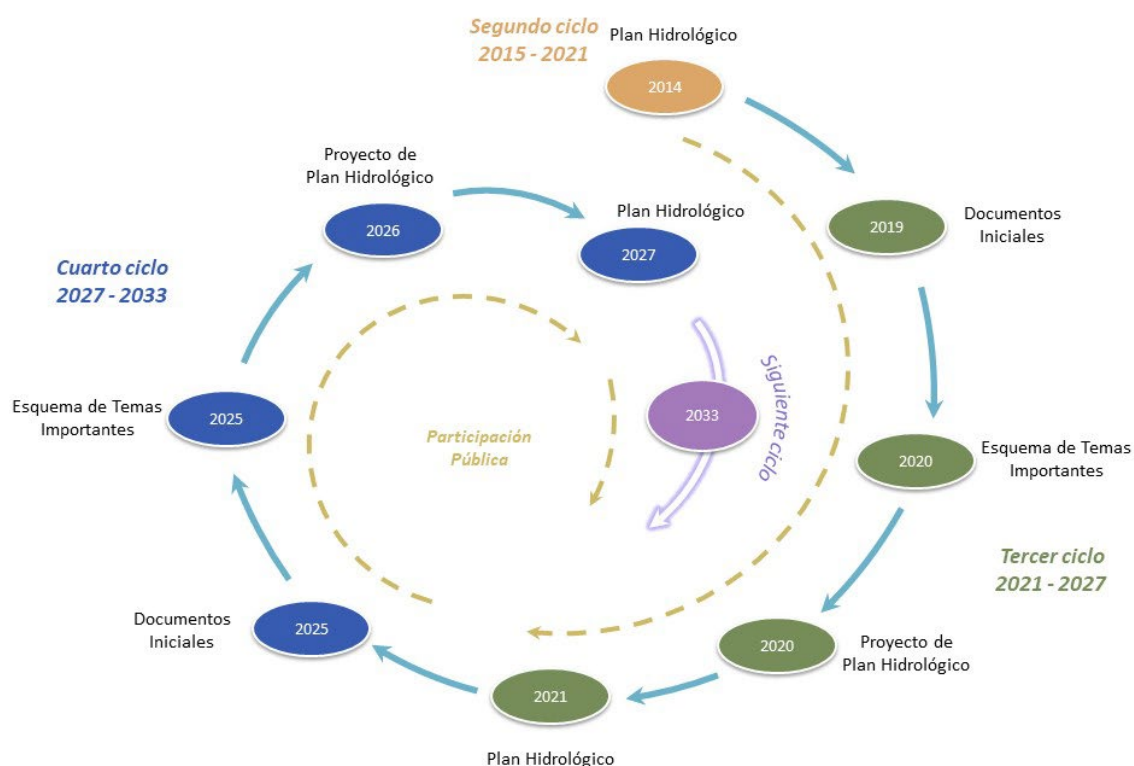 Segundo ciclo
2015 - 2021
Plan Hidrológico
2014
2019
Documentos
Iniciales
2020
Esquema de Temas
Importantes
Tercer ciclo
2021 - 2027
2020
Proyecto de
Plan Hidrológico
2021
Plan Hidrológico
2025
Documentos
Iniciales
2025
Esquema de Temas
Importantes
Cuarto ciclo
2027 - 2033
Proyecto de
Plan Hidrológico
2026
Plan Hidrológico
2027
2033
Siguiente ciclo
Participación
Pública